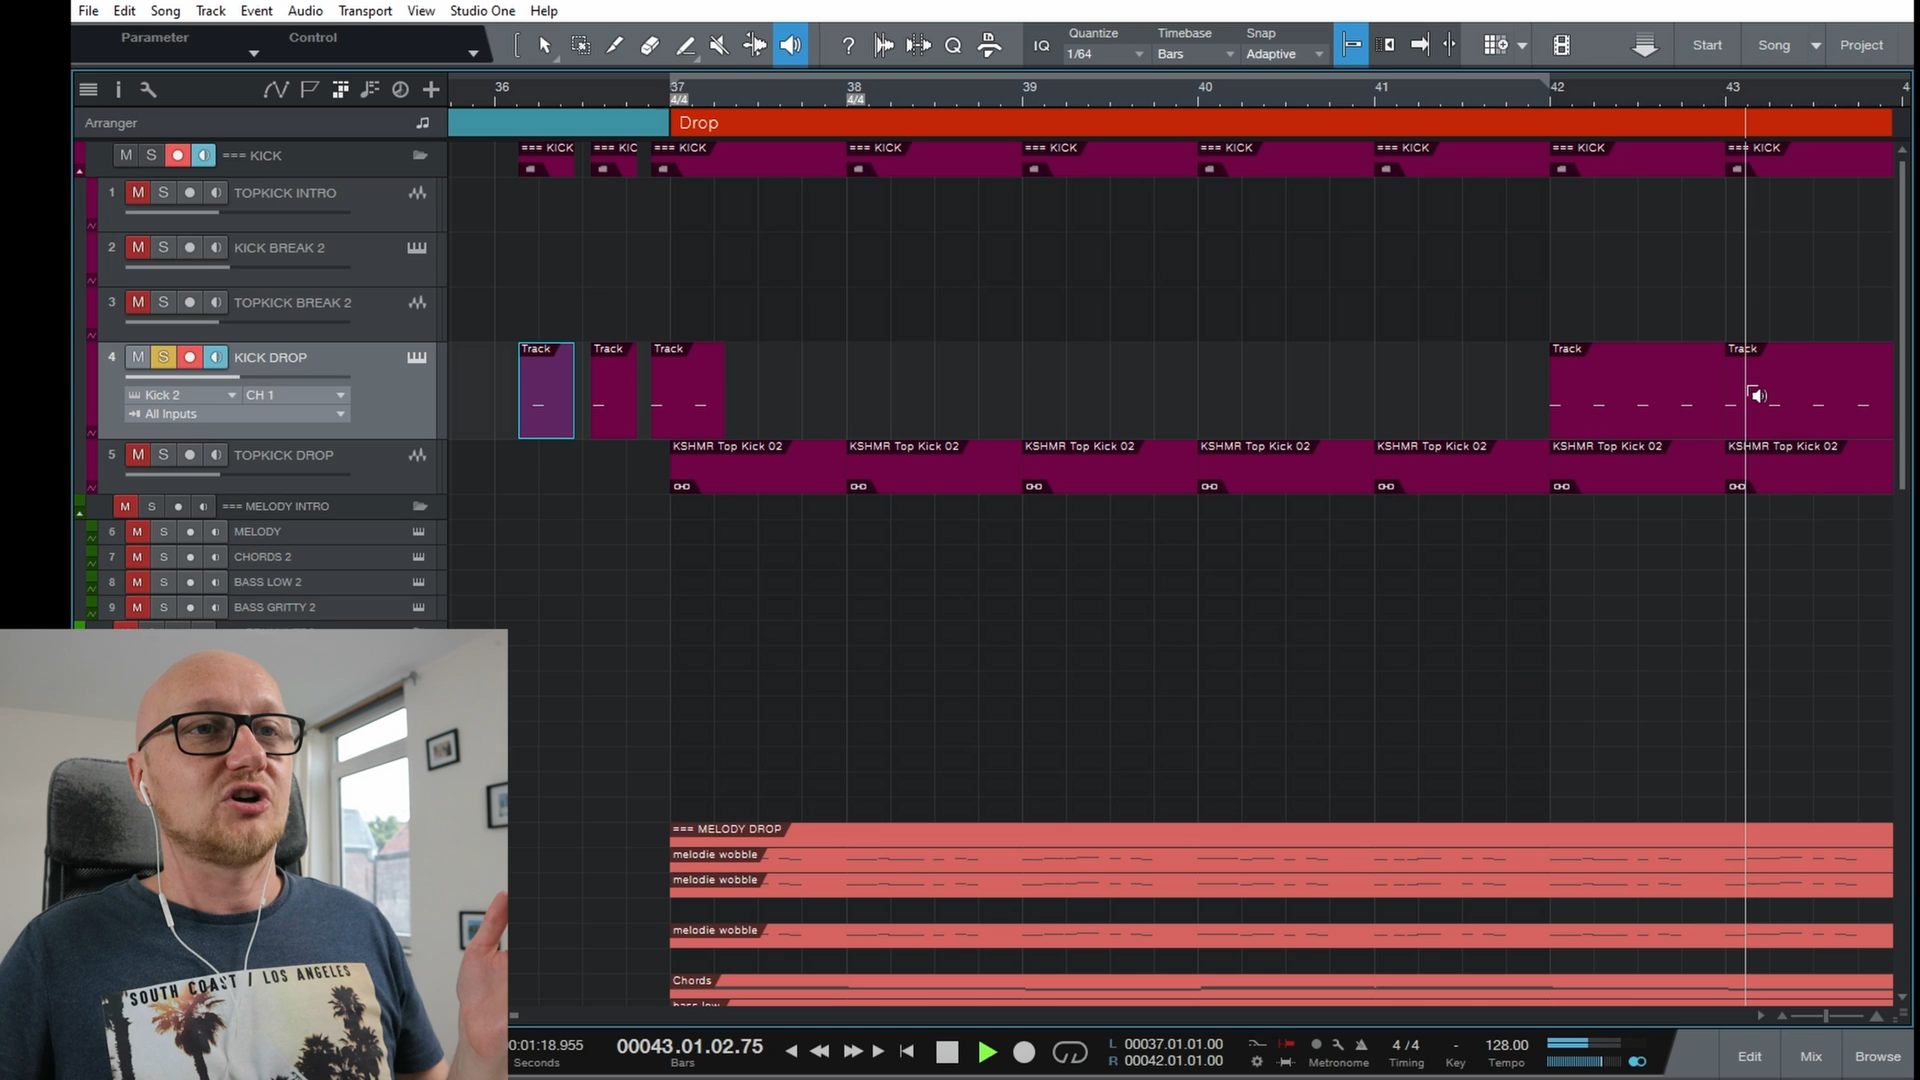 File Edit Song Track Event Audio Transport View Studio One Help
Parameter Control
? Q IQ
Quantize Timebase Snap
1/64 Bars Adaptive
Start Song Project
36 37 38 39 40 41 42 43 4
4/4 4/4
Arranger
Drop
M S === KICK
=== KICK === KIC === KICK === KICK === KICK === KICK === KICK === KICK === KICK
1 M S TOPKICK INTRO
2 M S KICK BREAK 2
3 M S TOPKICK BREAK 2
4 M S KICK DROP
Track Track Track Track Track
Kick 2 CH 1
All Inputs
5 M S TOPKICK DROP
KSHMR Top Kick 02 KSHMR Top Kick 02 KSHMR Top Kick 02 KSHMR Top Kick 02 KSHMR Top Kick 02 KSHMR Top Kick 02 KSHMR Top Kick 02
M S === MELODY INTRO
6 M S MELODY
7 M S CHORDS 2
8 M S BASS LOW 2
9 M S BASS GRITTY 2
=== MELODY DROP
melodie wobble
melodie wobble
melodie wobble
Chords
bass low
SOUTH COAST / LOS ANGELES
0:01:18.955
Seconds
00043.01.02.75
Bars
L 00037.01.01.00
R 00042.01.01.00
Metronome
4 / 4
Timing
-
Key
128.00
Tempo
Edit Mix Browse